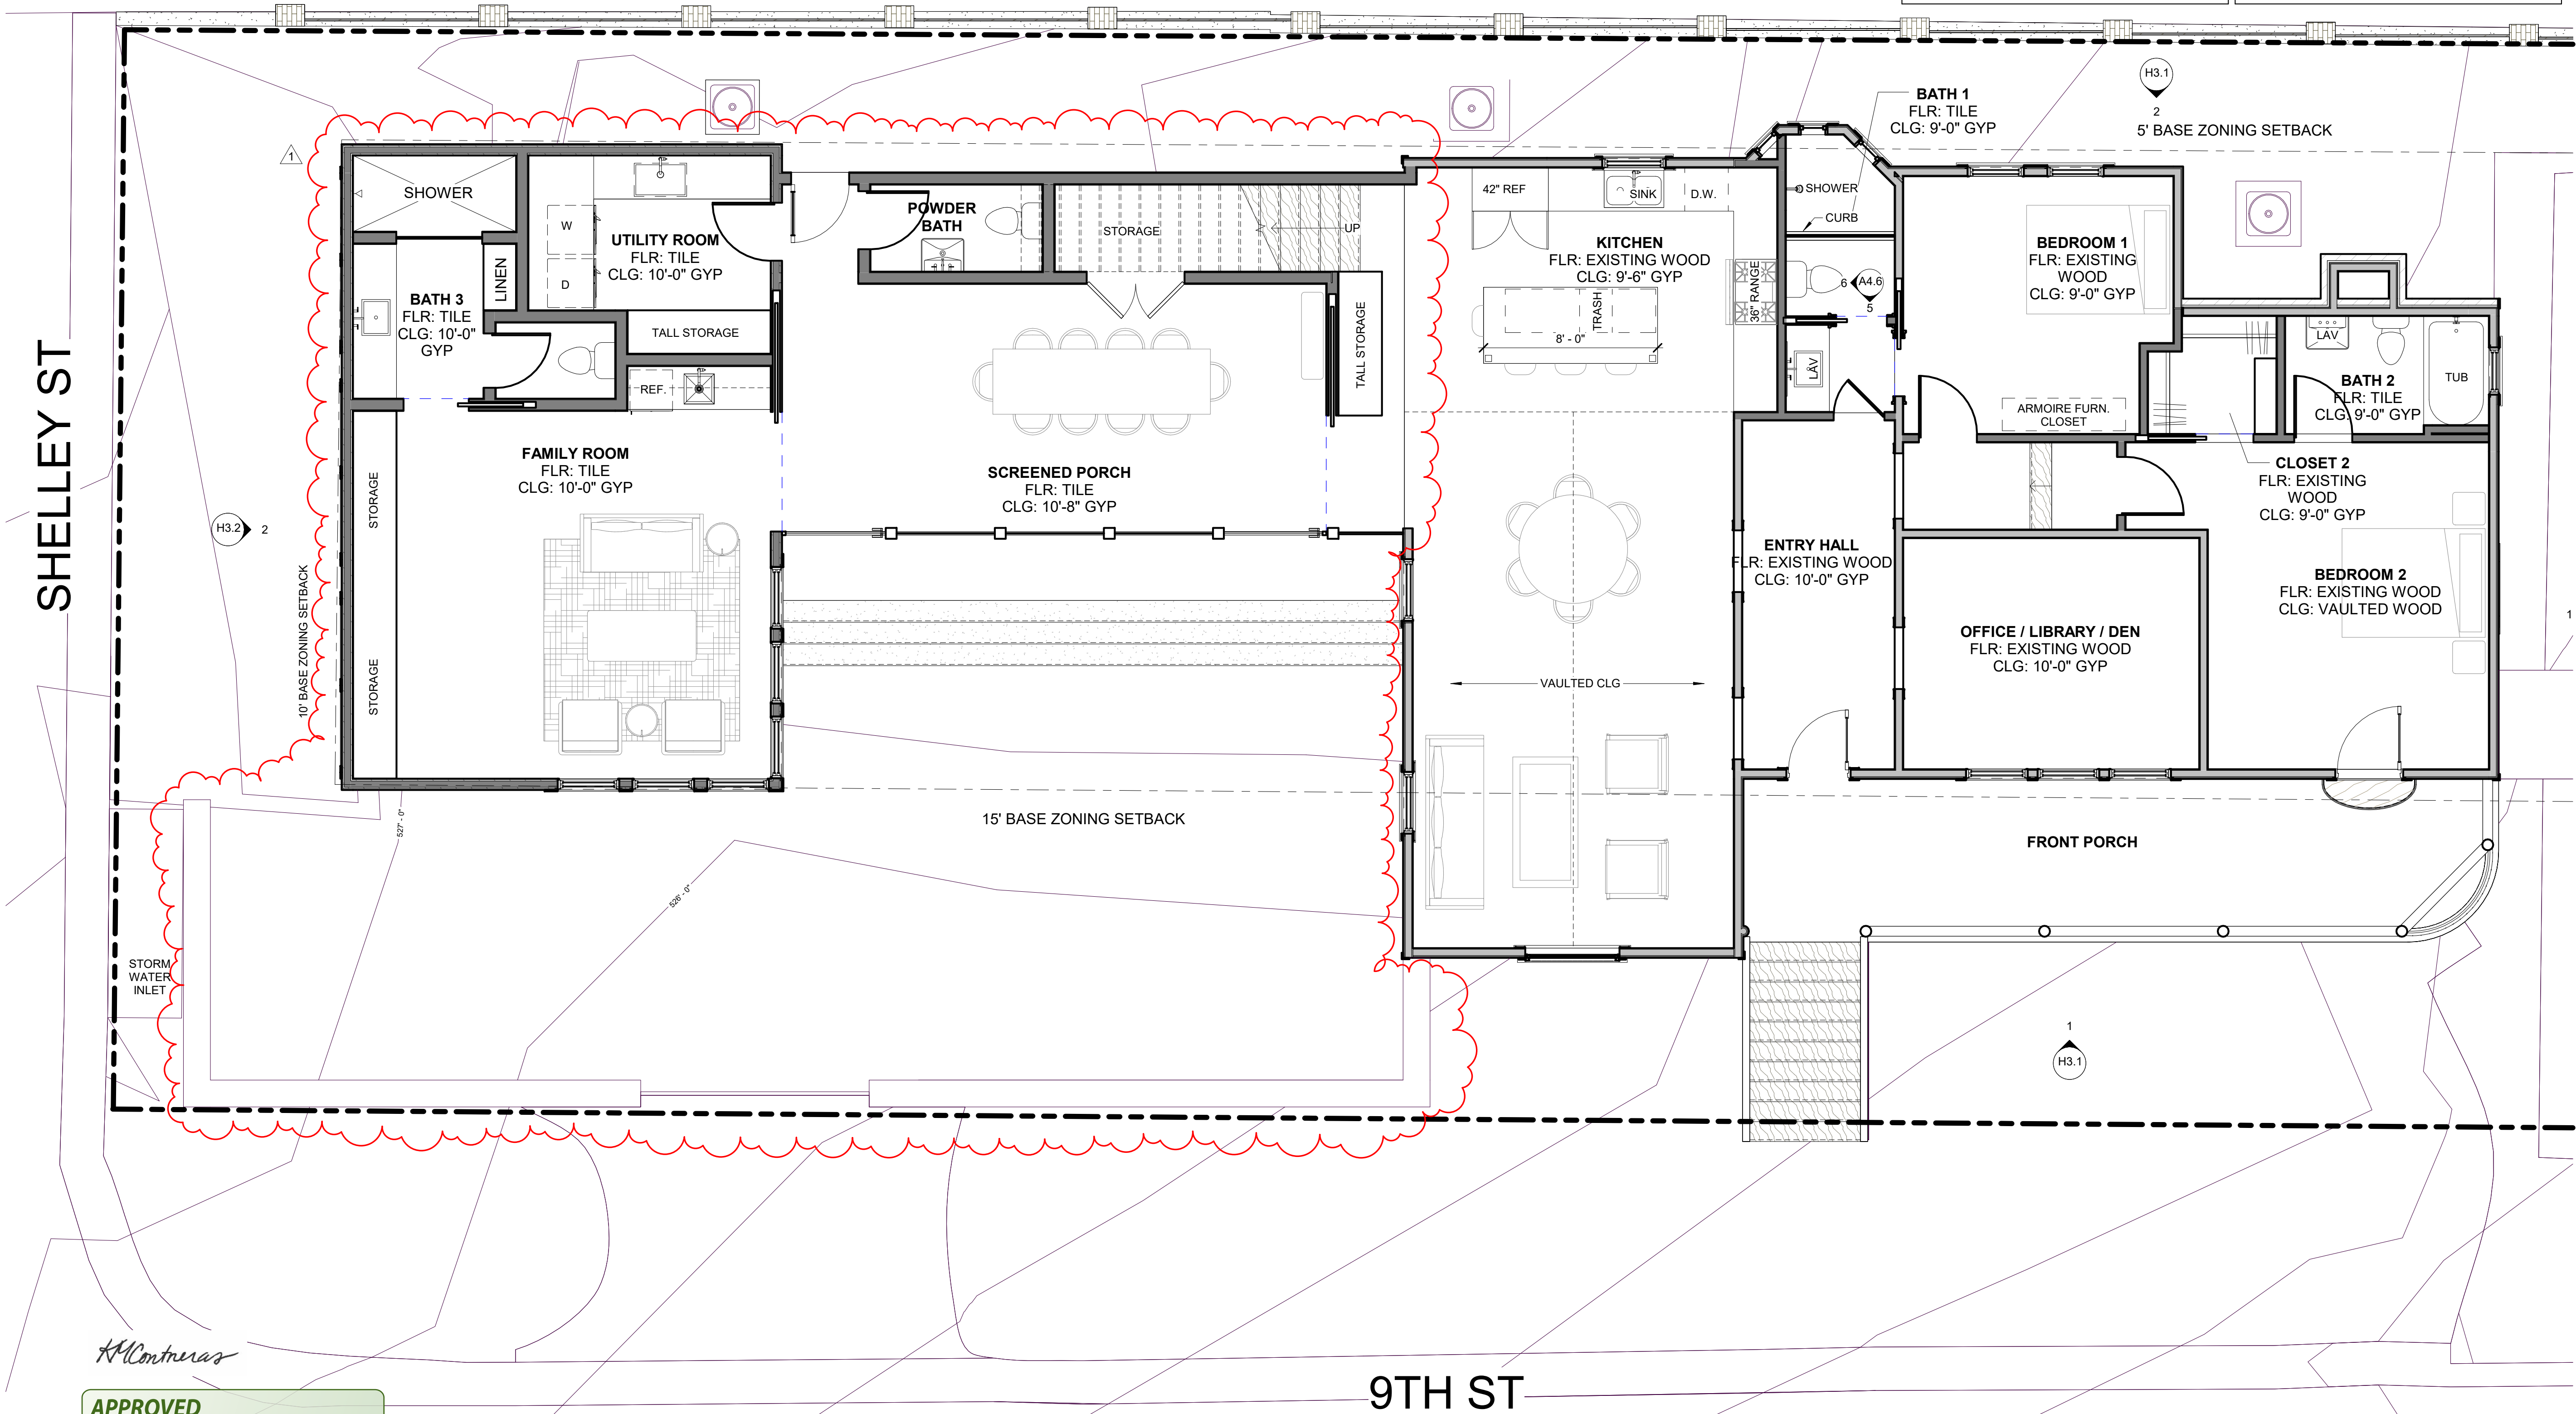 H3.1
2
5' BASE ZONING SETBACK
BATH 1
FLR: TILE
CLG: 9'-0" GYP
1
SHOWER
W
D
UTILITY ROOM
FLR: TILE
CLG: 10'-0" GYP
LINEN
BATH 3
FLR: TILE
CLG: 10'-0"
GYP
TALL STORAGE
REF.
POWDER
BATH
STORAGE
UP
TALL STORAGE
42" REF
SINK
D.W.
KITCHEN
FLR: EXISTING WOOD
CLG: 9'-6" GYP
TRASH
36" RANGE
8' - 0"
SHOWER
CURB
6
A4.6
5
LAV
BEDROOM 1
FLR: EXISTING
WOOD
CLG: 9'-0" GYP
ARMOIRE FURN.
CLOSET
LAV
BATH 2
FLR: TILE
CLG: 9'-0" GYP
TUB
CLOSET 2
FLR: EXISTING
WOOD
CLG: 9'-0" GYP
SHELLEY ST
H3.2
2
10' BASE ZONING SETBACK
STORAGE
STORAGE
FAMILY ROOM
FLR: TILE
CLG: 10'-0" GYP
SCREENED PORCH
FLR: TILE
CLG: 10'-8" GYP
ENTRY HALL
FLR: EXISTING WOOD
CLG: 10'-0" GYP
BEDROOM 2
FLR: EXISTING WOOD
CLG: VAULTED WOOD
1
OFFICE / LIBRARY / DEN
FLR: EXISTING WOOD
CLG: 10'-0" GYP
VAULTED CLG
527' - 0"
15' BASE ZONING SETBACK
526' - 0"
FRONT PORCH
STORM
WATER
INLET
1
H3.1
KMContreras
9TH ST
APPROVED